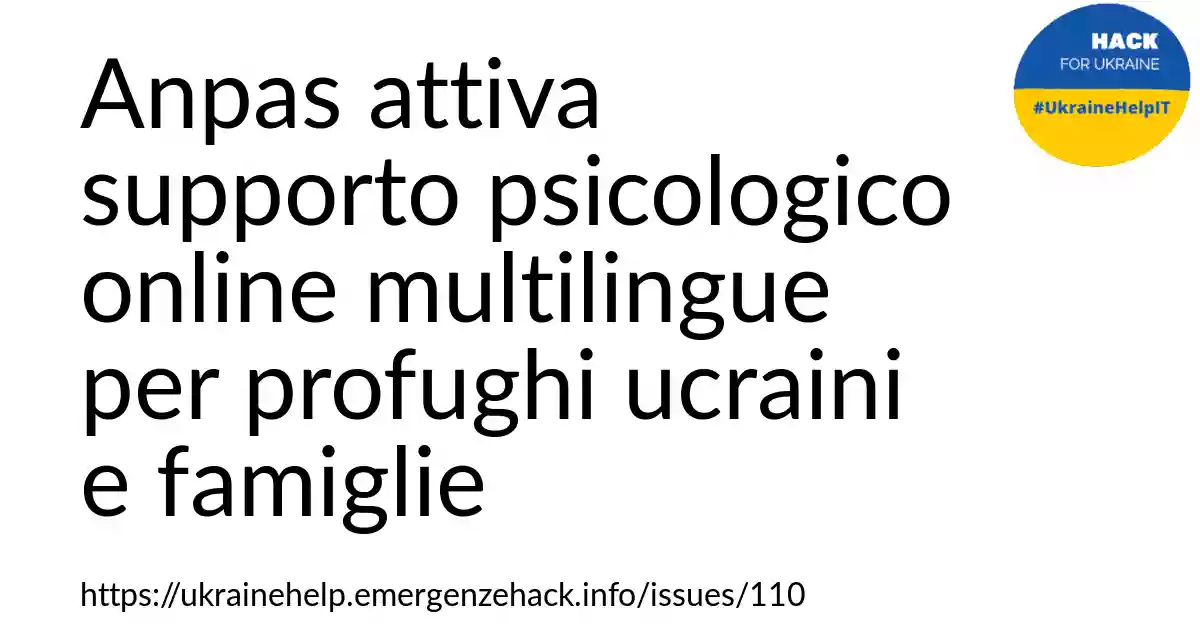 Anpas attiva
supporto psicologico
online multilingue
per profughi ucraini
e famiglie
https://ukrainehelp.emergenzehack.info/issues/110
HACK
FOR UKRAINE
#UkraineHelpIT